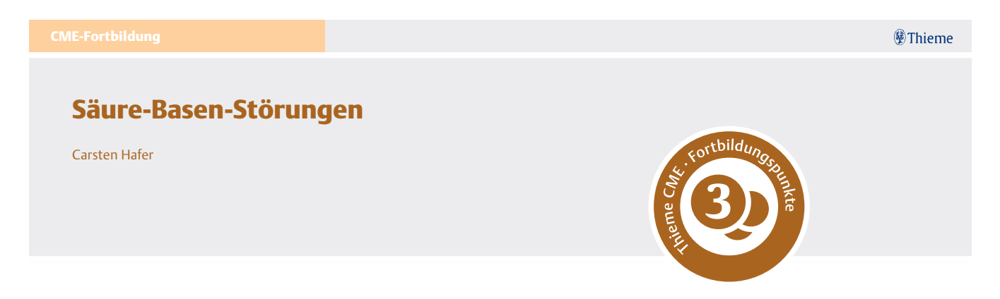 CME-Fortbildung
Thieme
Säure-Basen-Störungen
Carsten Hafer
Thieme CME · Fortbildungspunkte
3